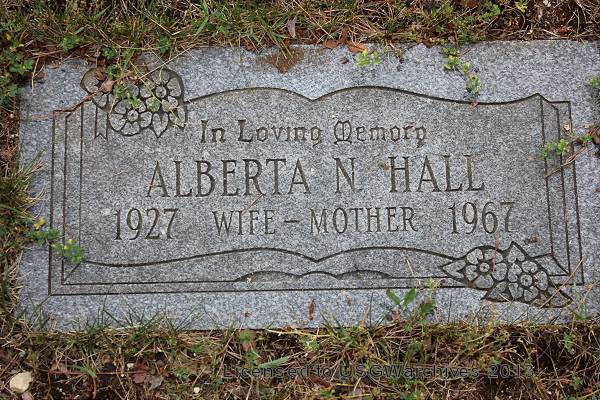 In Loving Memory
ALBERTA N. HALL
1927 WIFE – MOTHER 1967
Licensed to USGWarchives 2013